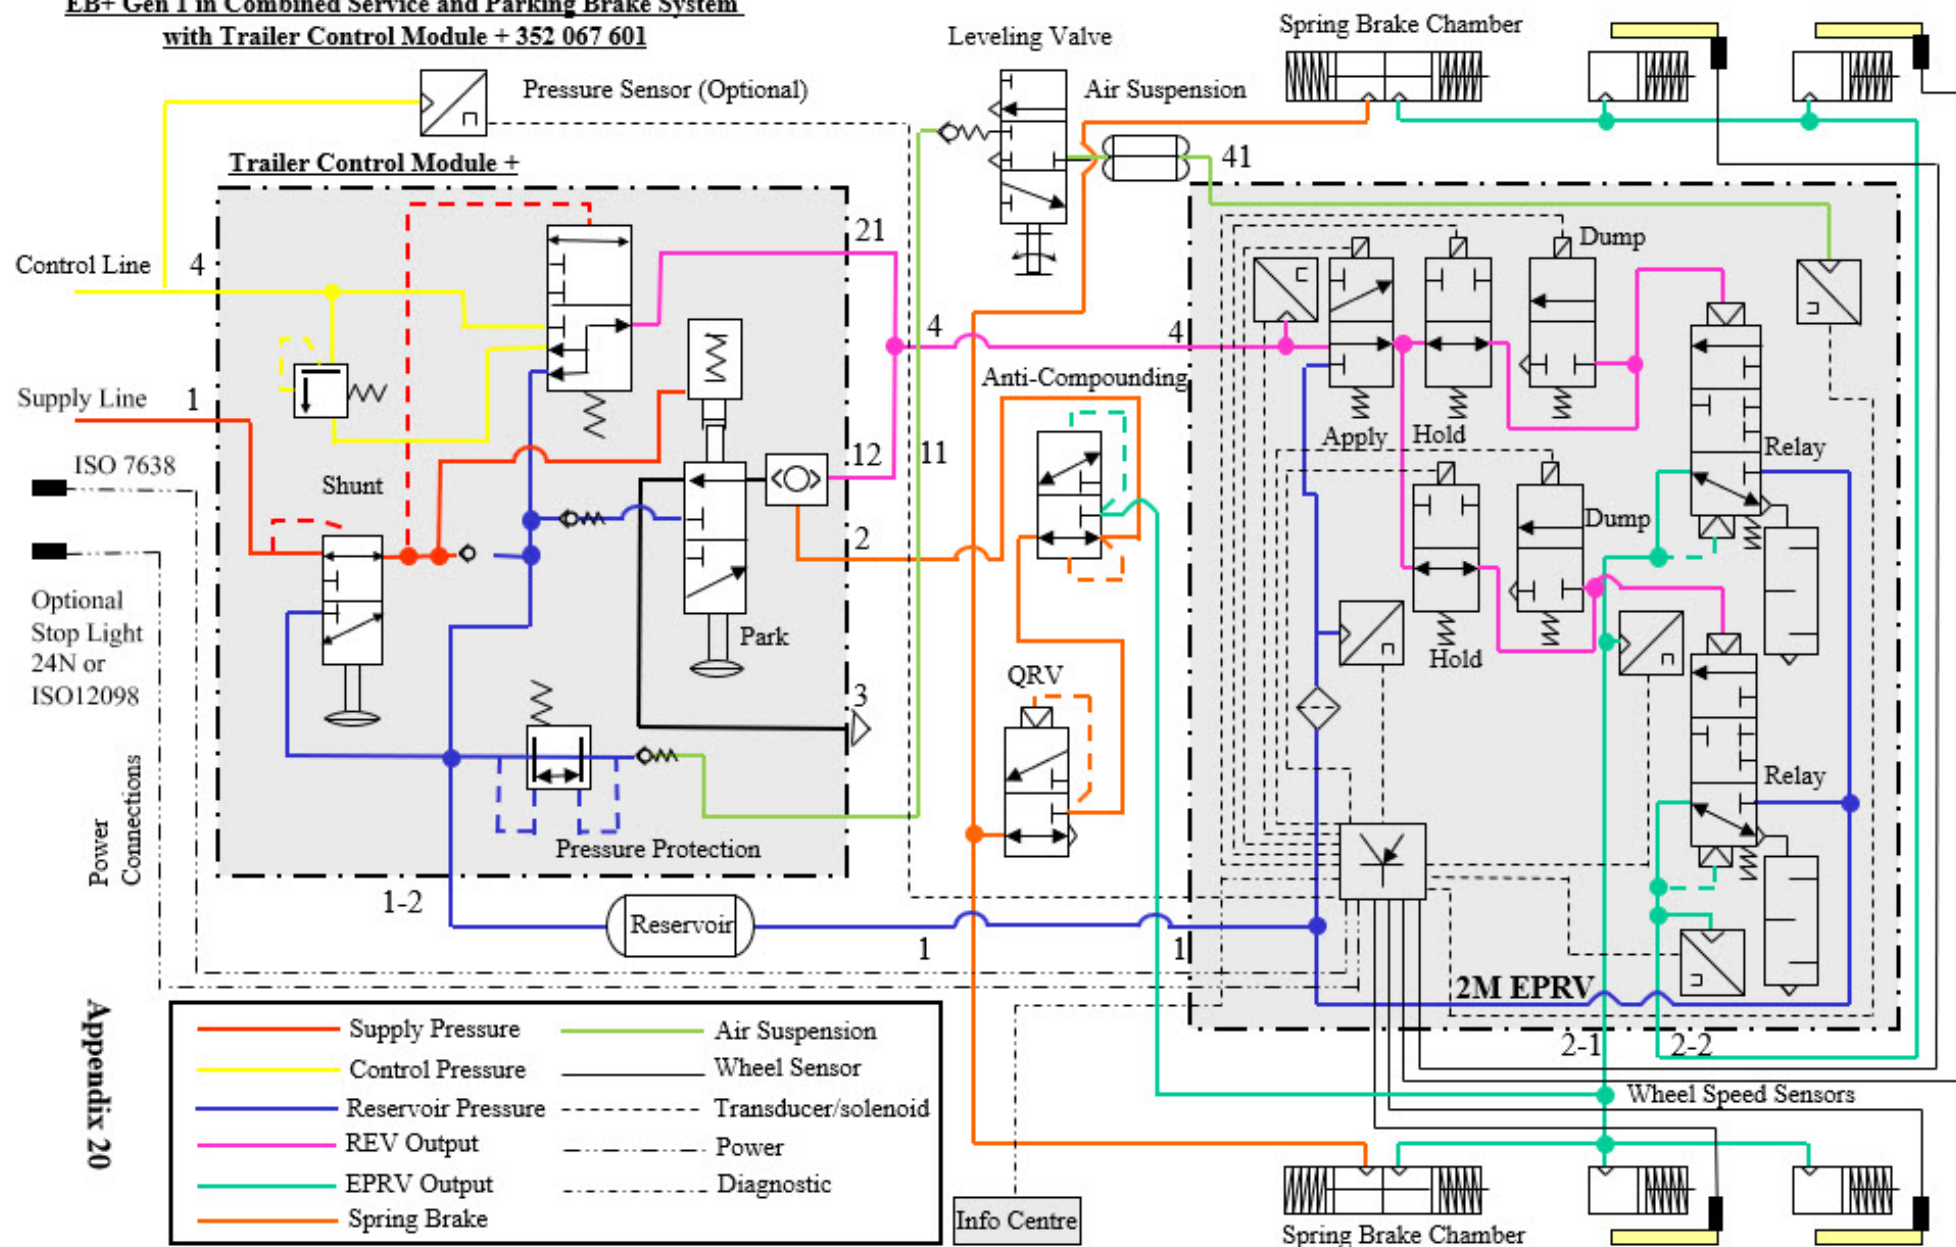 EB+ Gen 1 in Combined Service and Parking Brake System
with Trailer Control Module + 352 067 601
Leveling Valve
Spring Brake Chamber
Pressure Sensor (Optional)
Air Suspension
Trailer Control Module +
41
21
Dump
Control Line
4
4
4
Anti-Compounding
Supply Line
1
Apply
Hold
Relay
ISO 7638
12
11
Shunt
Dump
2
Optional
Stop Light
24N or
ISO12098
Park
Hold
QRV
3
Relay
Power
Connections
Pressure Protection
1-2
Reservoir
1
1
2M EPRV
2-1
2-2
Wheel Speed Sensors
Appendix 20
Supply Pressure
Air Suspension
Control Pressure
Wheel Sensor
Reservoir Pressure
Transducer/solenoid
REV Output
Power
EPRV Output
Diagnostic
Spring Brake
Info Centre
Spring Brake Chamber